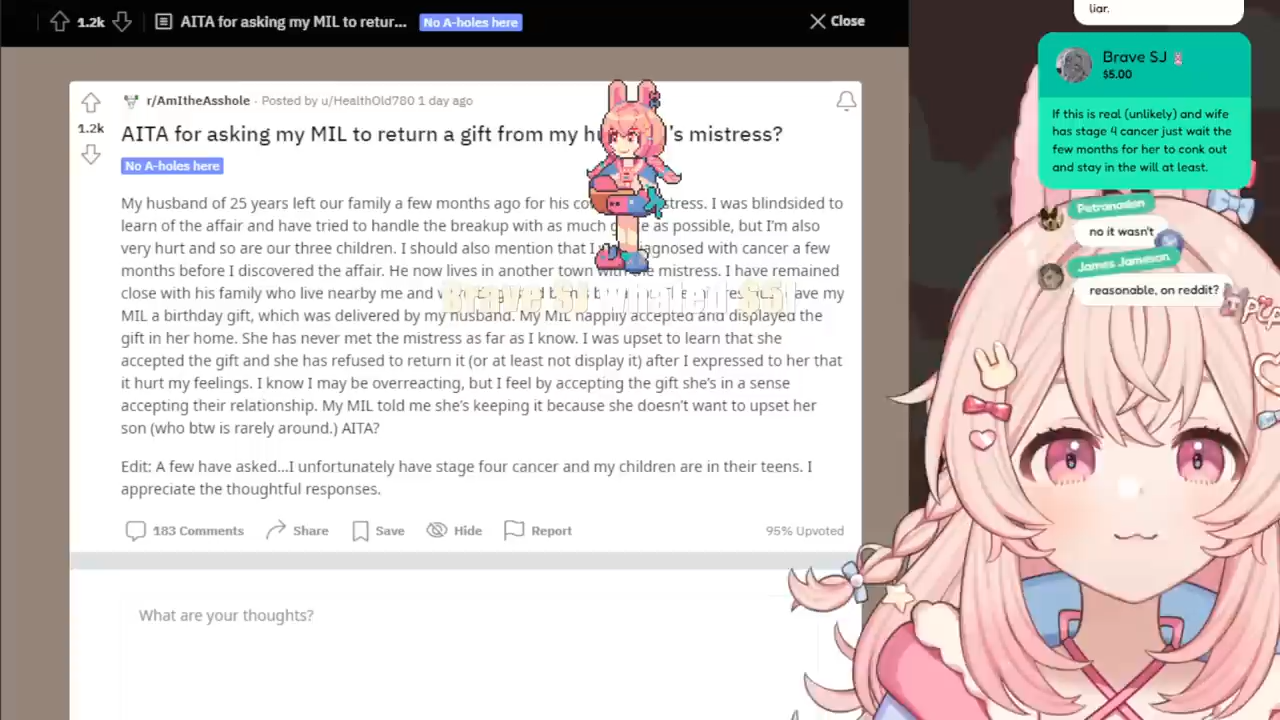 1.2k
AITA for asking my MIL to retur...
No A-holes here
Close
r/AmItheAsshole · Posted by u/HealthOld780 1 day ago
1.2k
AITA for asking my MIL to return a gift from my 's mistress?
No A-holes here
My husband of 25 years left our family a few months ago for his . I was blindsided to
learn of the affair and have tried to handle the breakup with as much as possible, but I'm also
very hurt and so are our three children. I should also mention that I diagnosed with cancer a few
months before I discovered the affair. He now lives in another town with the mistress. I have remained
close with his family who live nearby me and my
MIL a birthday gift, which was delivered by my husband. My MIL happily accepted and displayed the
gift in her home. She has never met the mistress as far as I know. I was upset to learn that she
accepted the gift and she has refused to return it (or at least not display it) after I expressed to her that
it hurt my feelings. I know I may be overreacting, but I feel by accepting the gift she's in a sense
accepting their relationship. My MIL told me she's keeping it because she doesn't want to upset her
son (who btw is rarely around.) AITA?
Edit: A few have asked...I unfortunately have stage four cancer and my children are in their teens. I
appreciate the thoughtful responses.
183 Comments
Share
Save
Hide
Report
95% Upvoted
What are your thoughts?
Brave SJ whaled $5!
liar.
Brave SJ
$5.00
If this is real (unlikely) and wife
has stage 4 cancer just wait the
few months for her to conk out
and stay in the will at least.
no it wasn't
James Jameson
reasonable, on reddit?